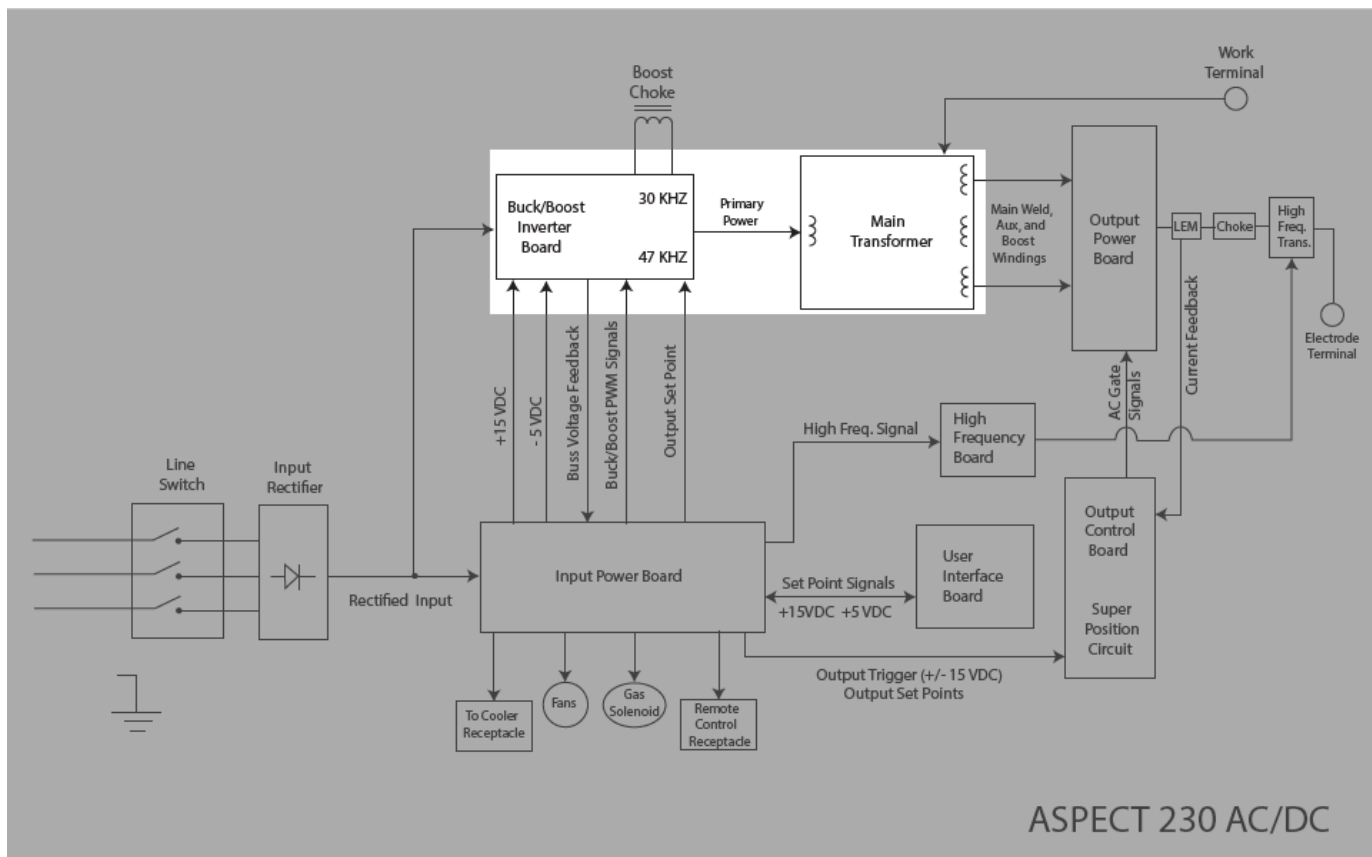 Work
Terminal
Boost
Choke
Buck/Boost
Inverter
Board
30 KHZ
47 KHZ
Primary
Power
Main
Transformer
Main Weld,
Aux, and
Boost
Windings
Output
Power
Board
LEM
Choke
High
Freq.
Trans.
Electrode
Terminal
+15 VDC
- 5 VDC
Buss Voltage Feedback
Buck/Boost PWM Signals
Output Set Point
AC Gate
Signals
Current Feedback
High Freq. Signal
High
Frequency
Board
Line
Switch
Input
Rectifier
Rectified Input
Input Power Board
Set Point Signals
+15VDC +5 VDC
User
Interface
Board
Output
Control
Board
Super
Position
Circuit
Output Trigger (+/- 15 VDC)
Output Set Points
To Cooler
Receptacle
Fans
Gas
Solenoid
Remote
Control
Receptacle
ASPECT 230 AC/DC